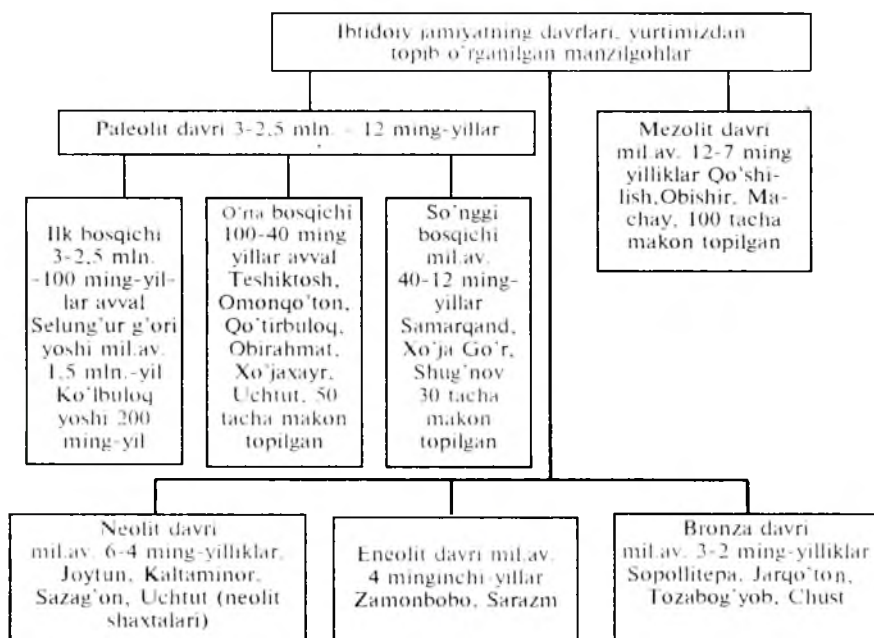 Ibtidoiy jamiyatning davrlari, yurtimizdan
topib o'rganilgan manzilgohlar
Paleolit davri 3-2,5 mln. - 12 ming-yillar
Mezolit davri
mil.av. 12-7 ming
yilliklar Qo'shi-
lish,Obishir, Ma-
chay, 100 tacha
makon topilgan
Ilk bosqichi
3-2,5 mln.
-100 ming-yil-
lar avval
Selung'ur g'ori
yoshi mil.av.
1,5 mln.-yil
Ko'lbuloq
yoshi 200
ming-yil
O'rta bosqichi
100-40 ming
yillar avval
Teshiktosh,
Omonqo'ton,
Qo'tirbuloq,
Obirahmat,
Xo'jaxayr,
Uchtut, 50
tacha makon
topilgan
So'nggi
bosqichi
mil.av.
40-12 ming-
yillar
Samarqand,
Xo'ja Go'r,
Shug'nov
30 tacha
makon
topilgan
Neolit davri
mil.av. 6-4 ming-yilliklar,
Joytun, Kaltaminor,
Sazag'on, Uchtut (neolit
shaxtalari)
Eneolit davri mil.av.
4 minginchi-yillar
Zamonbobo, Sarazm
Bronza davri
mil.av. 3-2 ming-yilliklar
Sopollitepa, Jarqo'ton,
Tozabog'yob, Chust